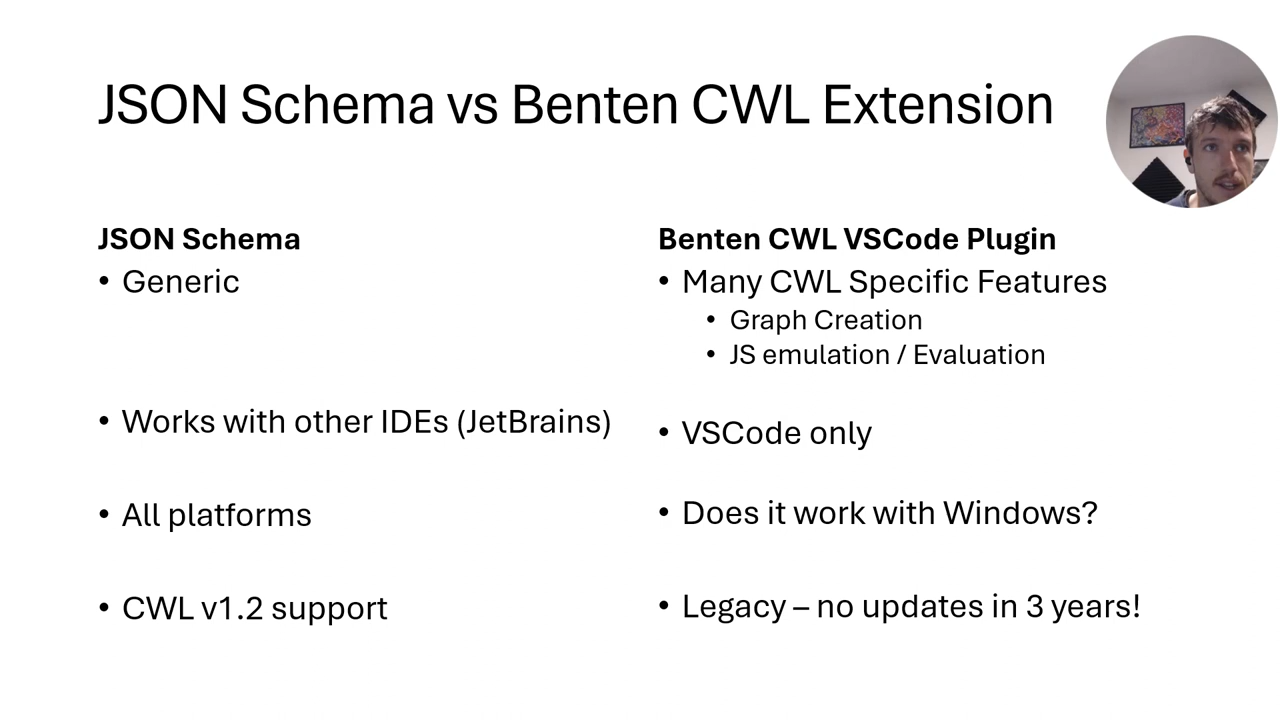 JSON Schema vs Benten CWL Extension
JSON Schema
• Generic
• Works with other IDEs (JetBrains)
• All platforms
• CWL v1.2 support
Benten CWL VSCode Plugin
• Many CWL Specific Features
• Graph Creation
• JS emulation / Evaluation
• VSCode only
• Does it work with Windows?
• Legacy – no updates in 3 years!